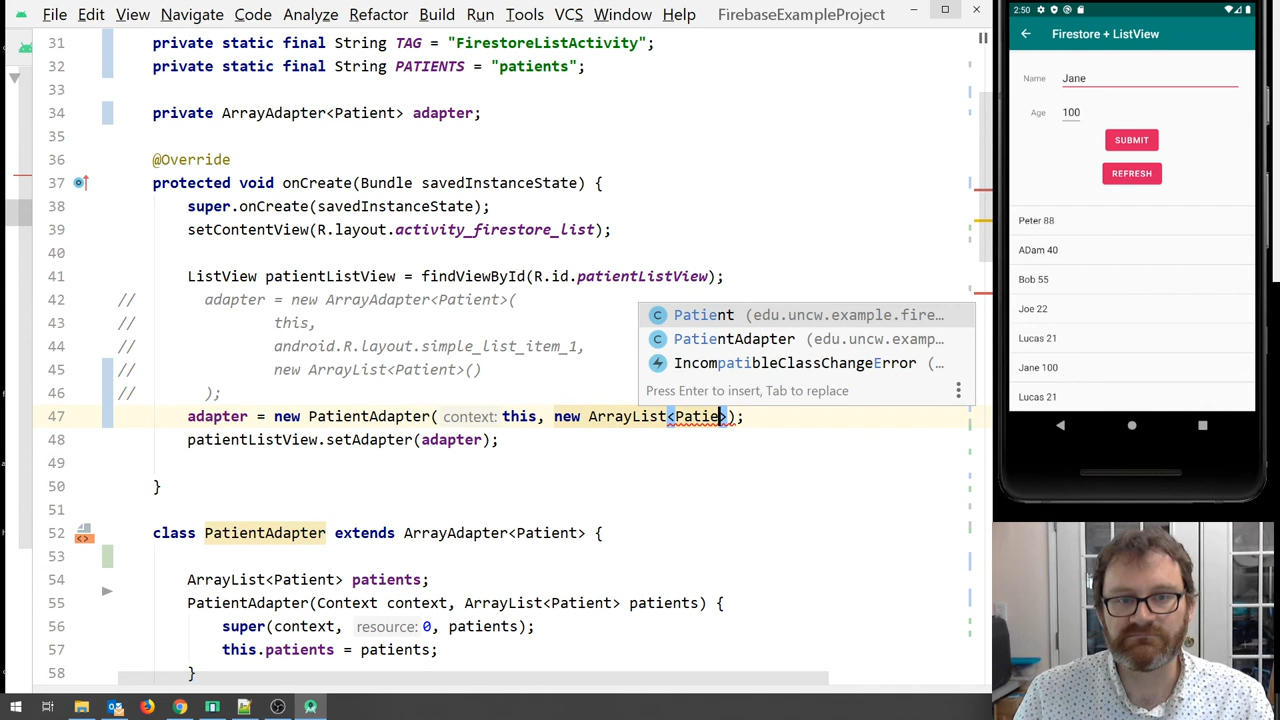 File Edit View Navigate Code Analyze Refactor Build Run Tools VCS Window Help FirebaseExampleProject
31 private static final String TAG = "FirestoreListActivity";
32 private static final String PATIENTS = "patients";
33
34 private ArrayAdapter<Patient> adapter;
35
36 @Override
37 protected void onCreate(Bundle savedInstanceState) {
38 super.onCreate(savedInstanceState);
39 setContentView(R.layout.activity_firestore_list);
40
41 ListView patientListView = findViewById(R.id.patientListView);
42 // adapter = new ArrayAdapter<Patient>(
43 // this,
44 // android.R.layout.simple_list_item_1,
45 // new ArrayList<Patient>()
46 // );
47 adapter = new PatientAdapter( context: this, new ArrayList<Patie>);
48 patientListView.setAdapter(adapter);
49
50 }
51
52 class PatientAdapter extends ArrayAdapter<Patient> {
53
54 ArrayList<Patient> patients;
55 PatientAdapter(Context context, ArrayList<Patient> patients) {
56 super(context, resource: 0, patients);
57 this.patients = patients;
58 }
Patient (edu.uncw.example.fire…
PatientAdapter (edu.uncw.examp…
IncompatibleClassChangeError (…
Press Enter to insert, Tab to replace
2:50
Firestore + ListView
Name Jane
Age 100
SUBMIT
REFRESH
Peter 88
ADam 40
Bob 55
Joe 22
Lucas 21
Jane 100
Lucas 21